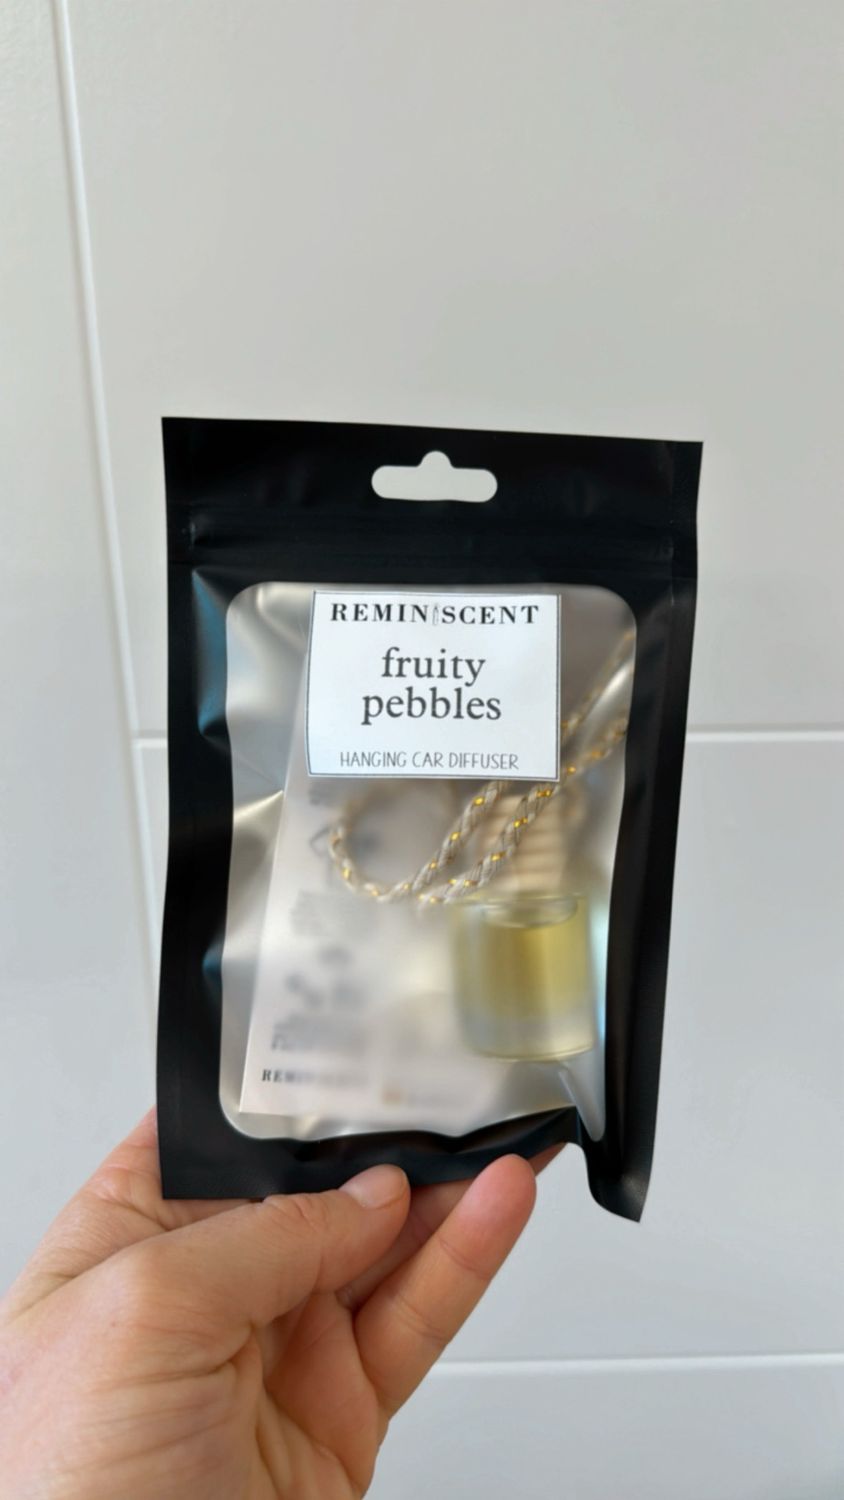 REMINISCENT
fruity
pebbles
HANGING CAR DIFFUSER